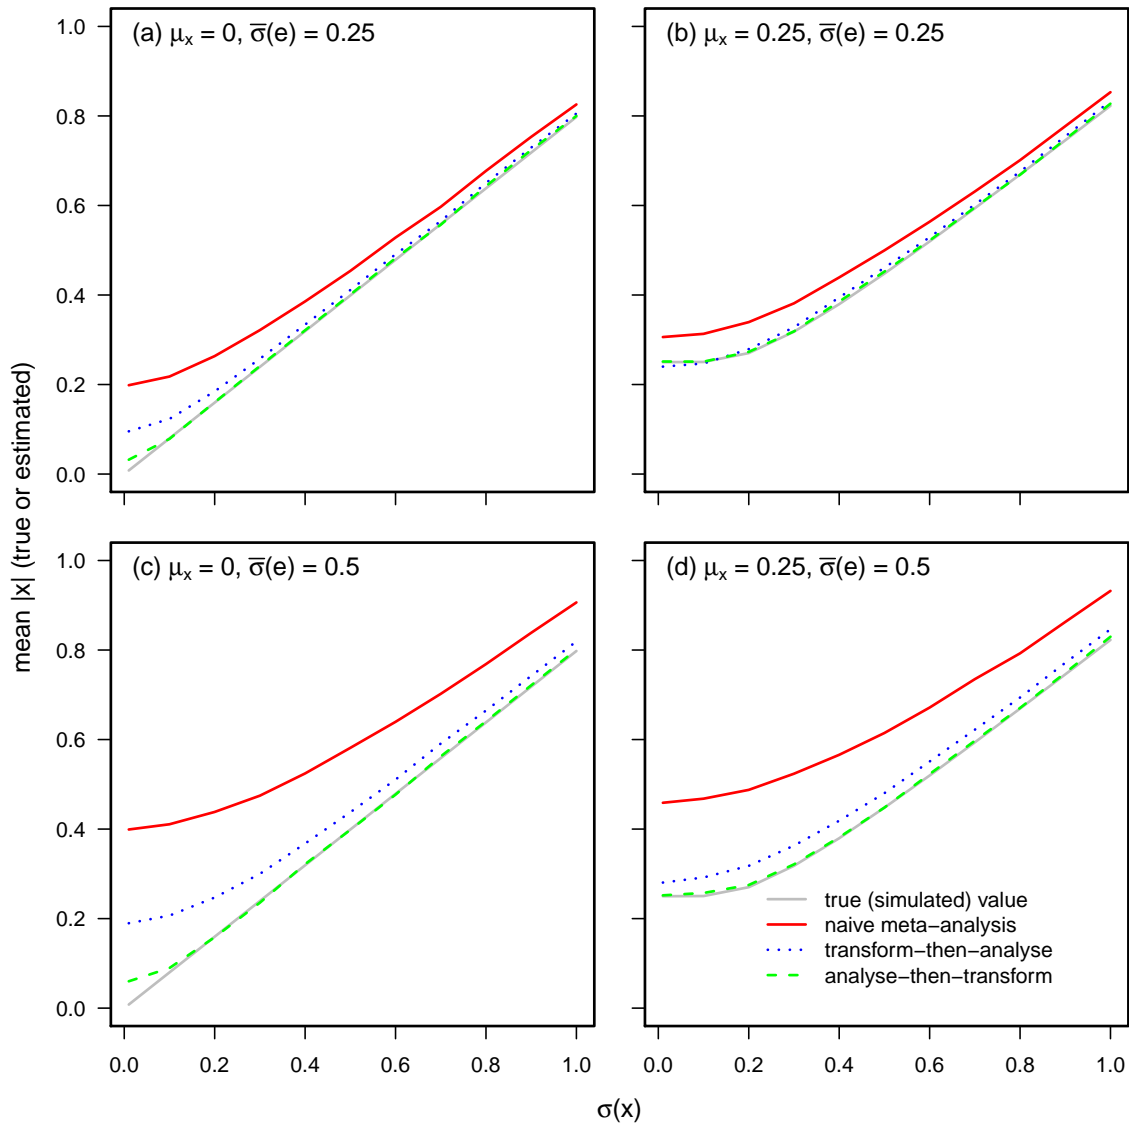 (a) μx = 0, σ̅(e) = 0.25
(b) μx = 0.25, σ̅(e) = 0.25
1.0
0.8
0.6
0.4
0.2
0.0
(c) μx = 0, σ̅(e) = 0.5
(d) μx = 0.25, σ̅(e) = 0.5
1.0
0.8
0.6
0.4
0.2
0.0
mean |x| (true or estimated)
true (simulated) value
naive meta−analysis
transform−then−analyse
analyse−then−transform
0.0 0.2 0.4 0.6 0.8 1.0
0.0 0.2 0.4 0.6 0.8 1.0
σ(x)